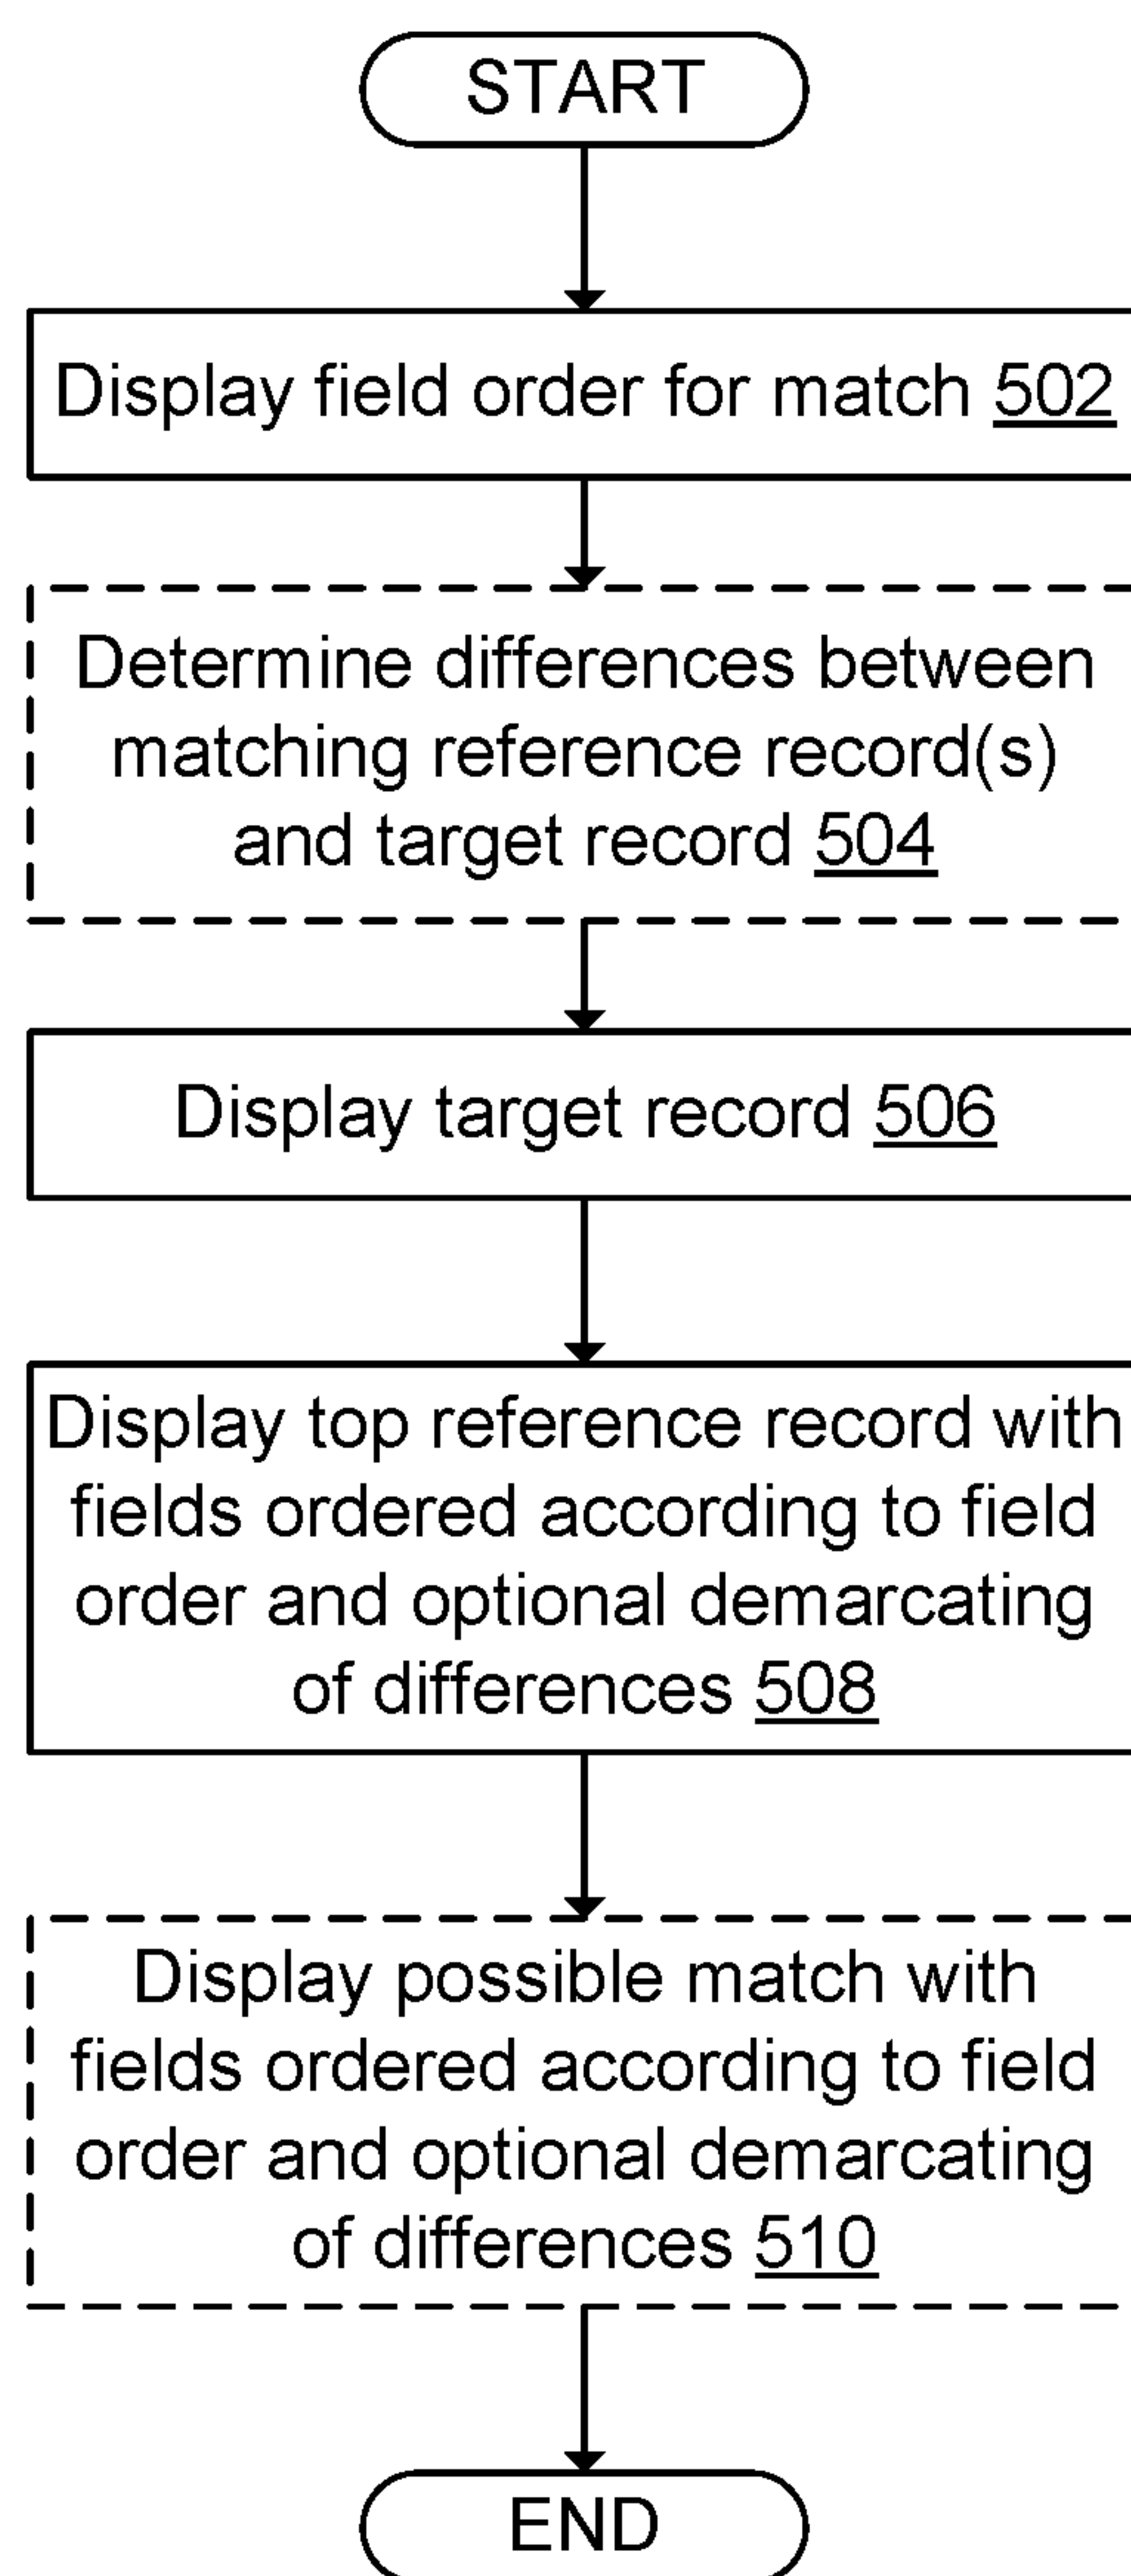 START
Display field order for match 502
Determine differences between
matching reference record(s)
and target record 504
Display target record 506
Display top reference record with
fields ordered according to field
order and optional demarcating
of differences 508
Display possible match with
fields ordered according to field
order and optional demarcating
of differences 510
END